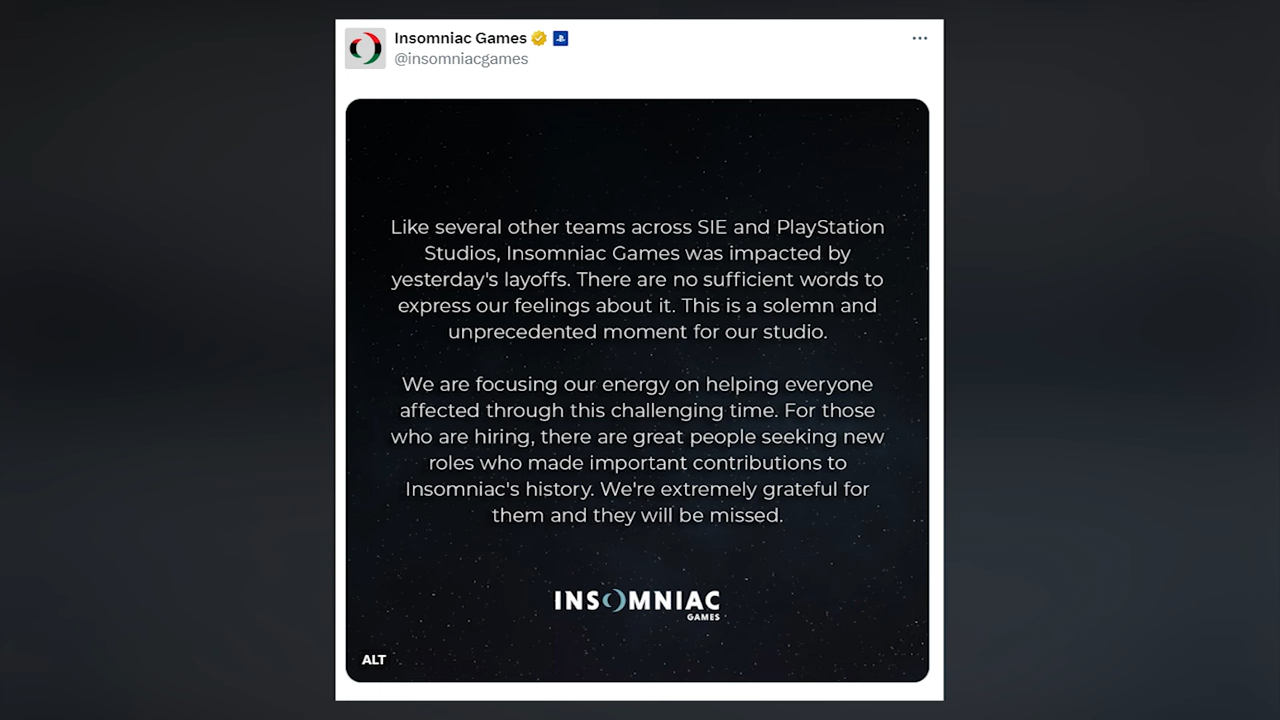 Insomniac Games
@insomniacgames
Like several other teams across SIE and PlayStation
Studios, Insomniac Games was impacted by
yesterday's layoffs. There are no sufficient words to
express our feelings about it. This is a solemn and
unprecedented moment for our studio.
We are focusing our energy on helping everyone
affected through this challenging time. For those
who are hiring, there are great people seeking new
roles who made important contributions to
Insomniac's history. We're extremely grateful for
them and they will be missed.
INSOMNIAC
GAMES
ALT